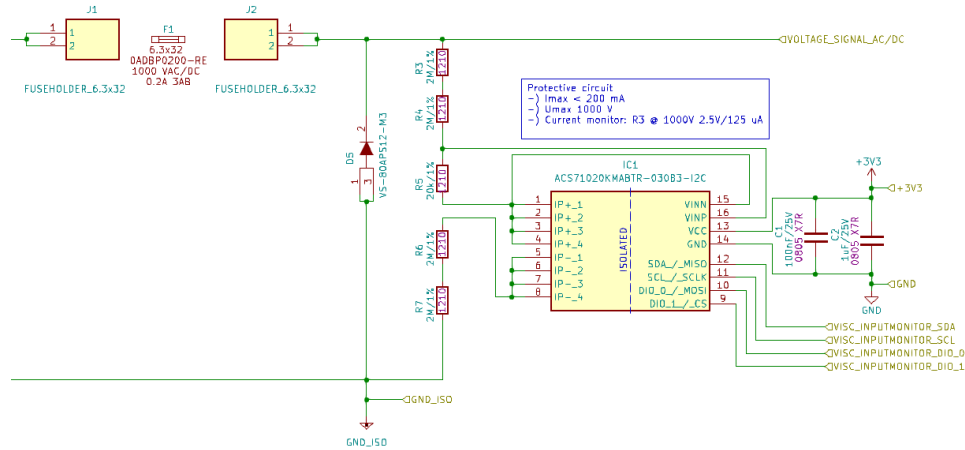 J1
J2
1
2
1
2
F1
6.3x32
0ADBP0200-RE
1000 VAC/DC
0.2A 3AB
1
2
1
2
FUSEHOLDER_6.3x32
FUSEHOLDER_6.3x32
VOLTAGE_SIGNAL_AC/DC
R3
2M/1%
1210
R4
2M/1%
1210
Protective circuit
-) Imax < 200 mA
-) Umax 1000 V
-) Current monitor: R3 @ 1000V 2.5V/125 uA
D5
VS-80APS12-M3
2
1
3
R5
20k/1%
1210
R6
2M/1%
1210
R7
2M/1%
1210
IC1
ACS71020KMABTR-030B3-I2C
1
IP+_1
2
IP+_2
3
IP+_3
4
IP+_4
5
IP-_1
6
IP-_2
7
IP-_3
8
IP-_4
ISOLATED
VINN
15
VINP
16
VCC
13
GND
14
SDA_/_MISO
12
SCL_/_SCLK
11
DIO_0_/_MOSI
10
DIO_1_/_CS
9
+3V3
+3V3
C1
100nF/25V
0805 X7R
C2
1uF/25V
0805 X7R
GND
GND
VISC_INPUTMONITOR_SDA
VISC_INPUTMONITOR_SCL
VISC_INPUTMONITOR_DIO_0
VISC_INPUTMONITOR_DIO_1
GND_ISO
GND_ISO